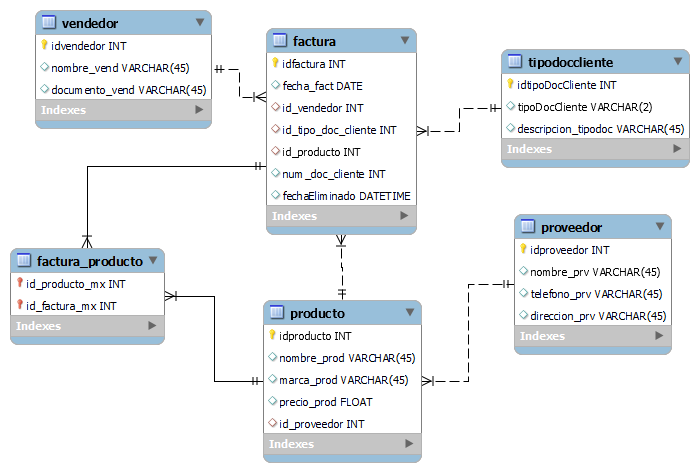 vendedor
idvendedor INT
nombre_vend VARCHAR(45)
documento_vend VARCHAR(45)
Indexes
factura
idfactura INT
fecha_fact DATE
id_vendedor INT
id_tipo_doc_cliente INT
id_producto INT
num_doc_cliente INT
fechaEliminado DATETIME
Indexes
tipodoccliente
idtipoDocCliente INT
tipoDocCliente VARCHAR(2)
descripcion_tipodoc VARCHAR(45)
Indexes
factura_producto
id_producto_mx INT
id_factura_mx INT
Indexes
producto
idproducto INT
nombre_prod VARCHAR(45)
marca_prod VARCHAR(45)
precio_prod FLOAT
id_proveedor INT
Indexes
proveedor
idproveedor INT
nombre_prv VARCHAR(45)
telefono_prv VARCHAR(45)
direccion_prv VARCHAR(45)
Indexes